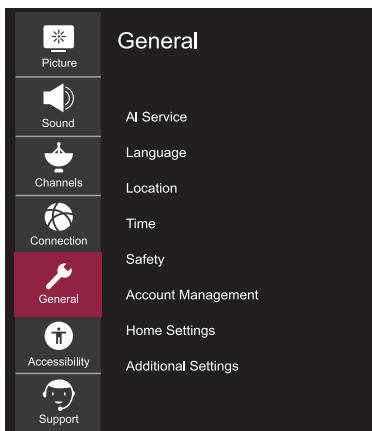 Picture
Sound
Channels
Connection
General
Accessibility
Support
General
AI Service
Language
Location
Time
Safety
Account Management
Home Settings
Additional Settings